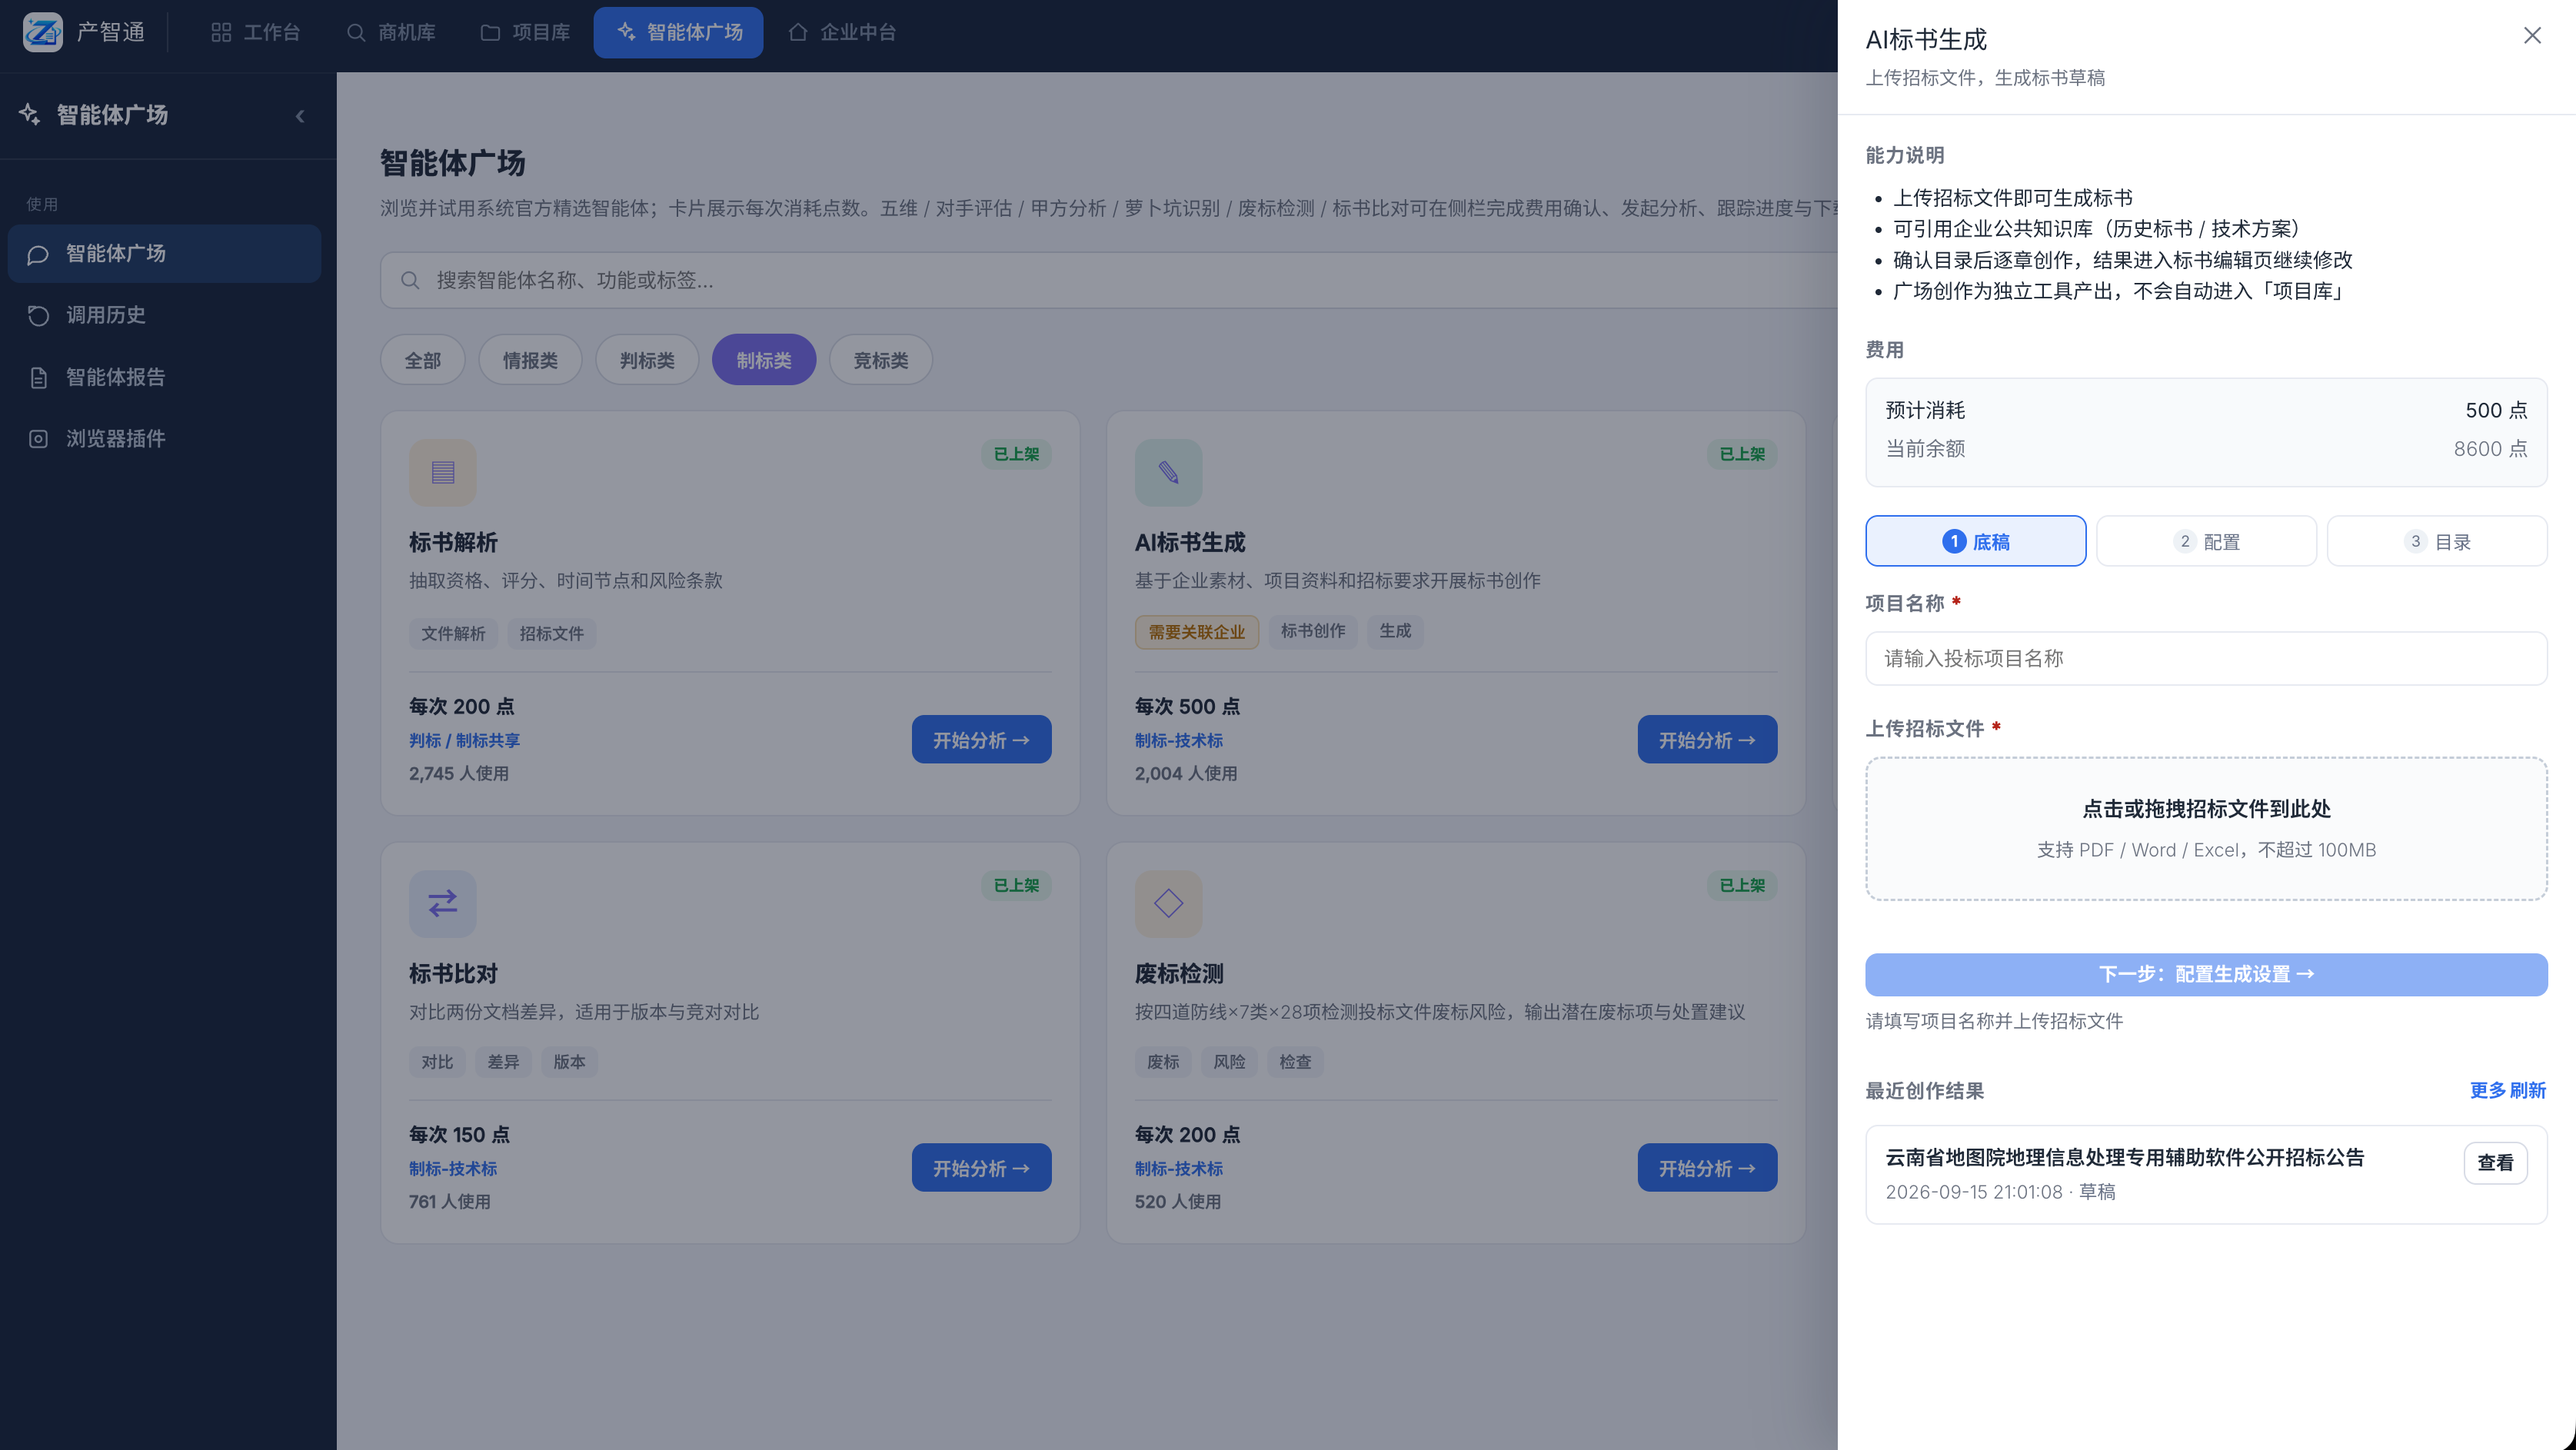 产智通
工作台
商机库
项目库
智能体广场
企业中台
智能体广场
使用
智能体广场
调用历史
智能体报告
浏览器插件
智能体广场
浏览并试用系统官方精选智能体；卡片展示每次消耗点数。五维 / 对手评估 / 甲方分析 / 萝卜坑识别 / 废标检测 / 标书比对可在侧栏完成费用确认、发起分析、跟踪进度与下
搜索智能体名称、功能或标签...
全部
情报类
判标类
制标类
竞标类
已上架
标书解析
抽取资格、评分、时间节点和风险条款
文件解析 招标文件
每次 200 点
判标 / 制标共享
2,745 人使用
开始分析 →
已上架
AI标书生成
基于企业素材、项目资料和招标要求开展标书创作
需要关联企业 标书创作 生成
每次 500 点
制标-技术标
2,004 人使用
开始分析 →
已上架
标书比对
对比两份文档差异，适用于版本与竞对对比
对比 差异 版本
每次 150 点
制标-技术标
761 人使用
开始分析 →
已上架
废标检测
按四道防线×7类×28项检测投标文件废标风险，输出潜在废标项与处置建议
废标 风险 检查
每次 200 点
制标-技术标
520 人使用
开始分析 →
AI标书生成
上传招标文件，生成标书草稿
能力说明
• 上传招标文件即可生成标书
• 可引用企业公共知识库（历史标书 / 技术方案）
• 确认目录后逐章创作，结果进入标书编辑页继续修改
• 广场创作为独立工具产出，不会自动进入「项目库」
费用
预计消耗 500 点
当前余额 8600 点
1 底稿
2 配置
3 目录
项目名称 *
请输入投标项目名称
上传招标文件 *
点击或拖拽招标文件到此处
支持 PDF / Word / Excel，不超过 100MB
下一步：配置生成设置 →
请填写项目名称并上传招标文件
最近创作结果 更多 刷新
云南省地图院地理信息处理专用辅助软件公开招标公告
2026-09-15 21:01:08 · 草稿
查看